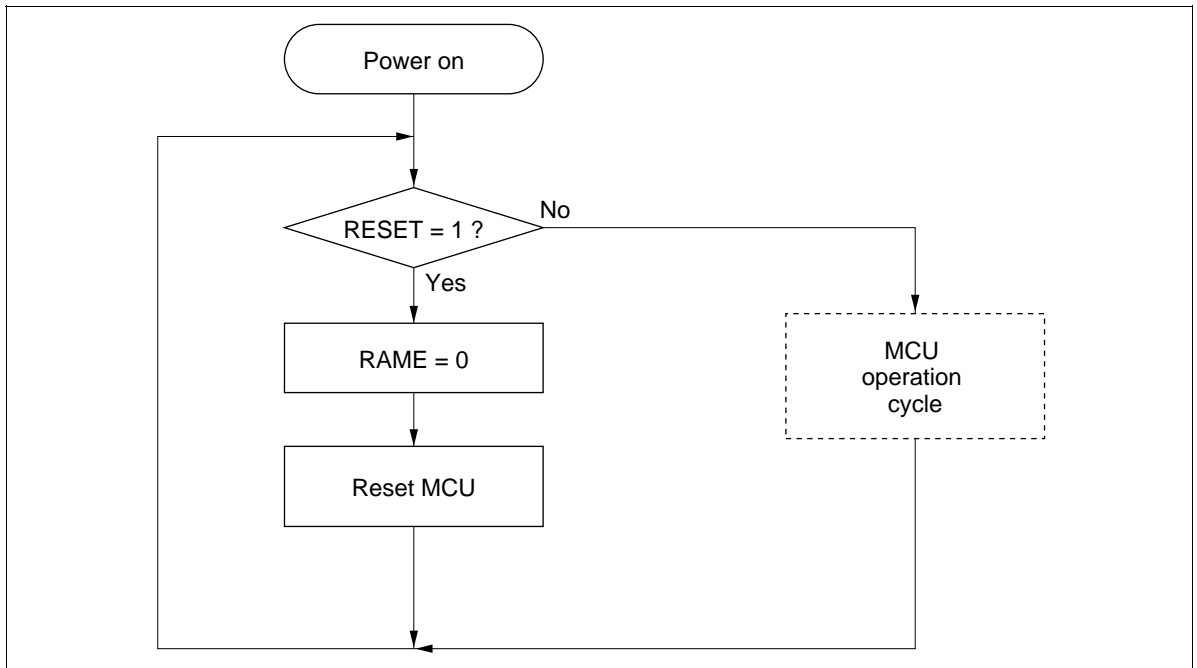 Power on
RESET = 1 ?
No
Yes
RAME = 0
MCU
operation
cycle
Reset MCU